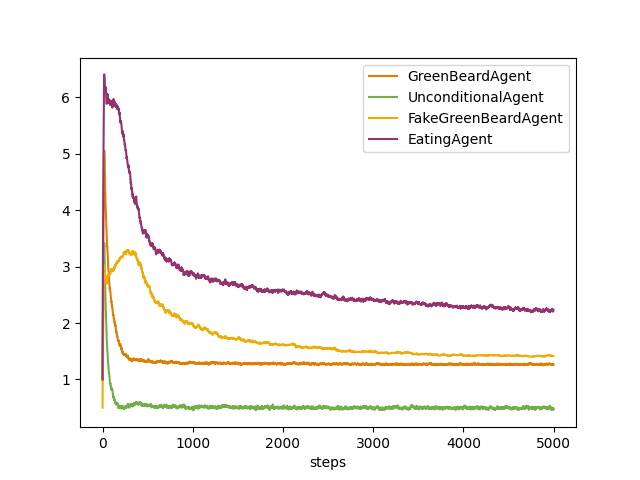 GreenBeardAgent
UnconditionalAgent
FakeGreenBeardAgent
EatingAgent
6
5
4
3
2
1
0 1000 2000 3000 4000 5000
steps